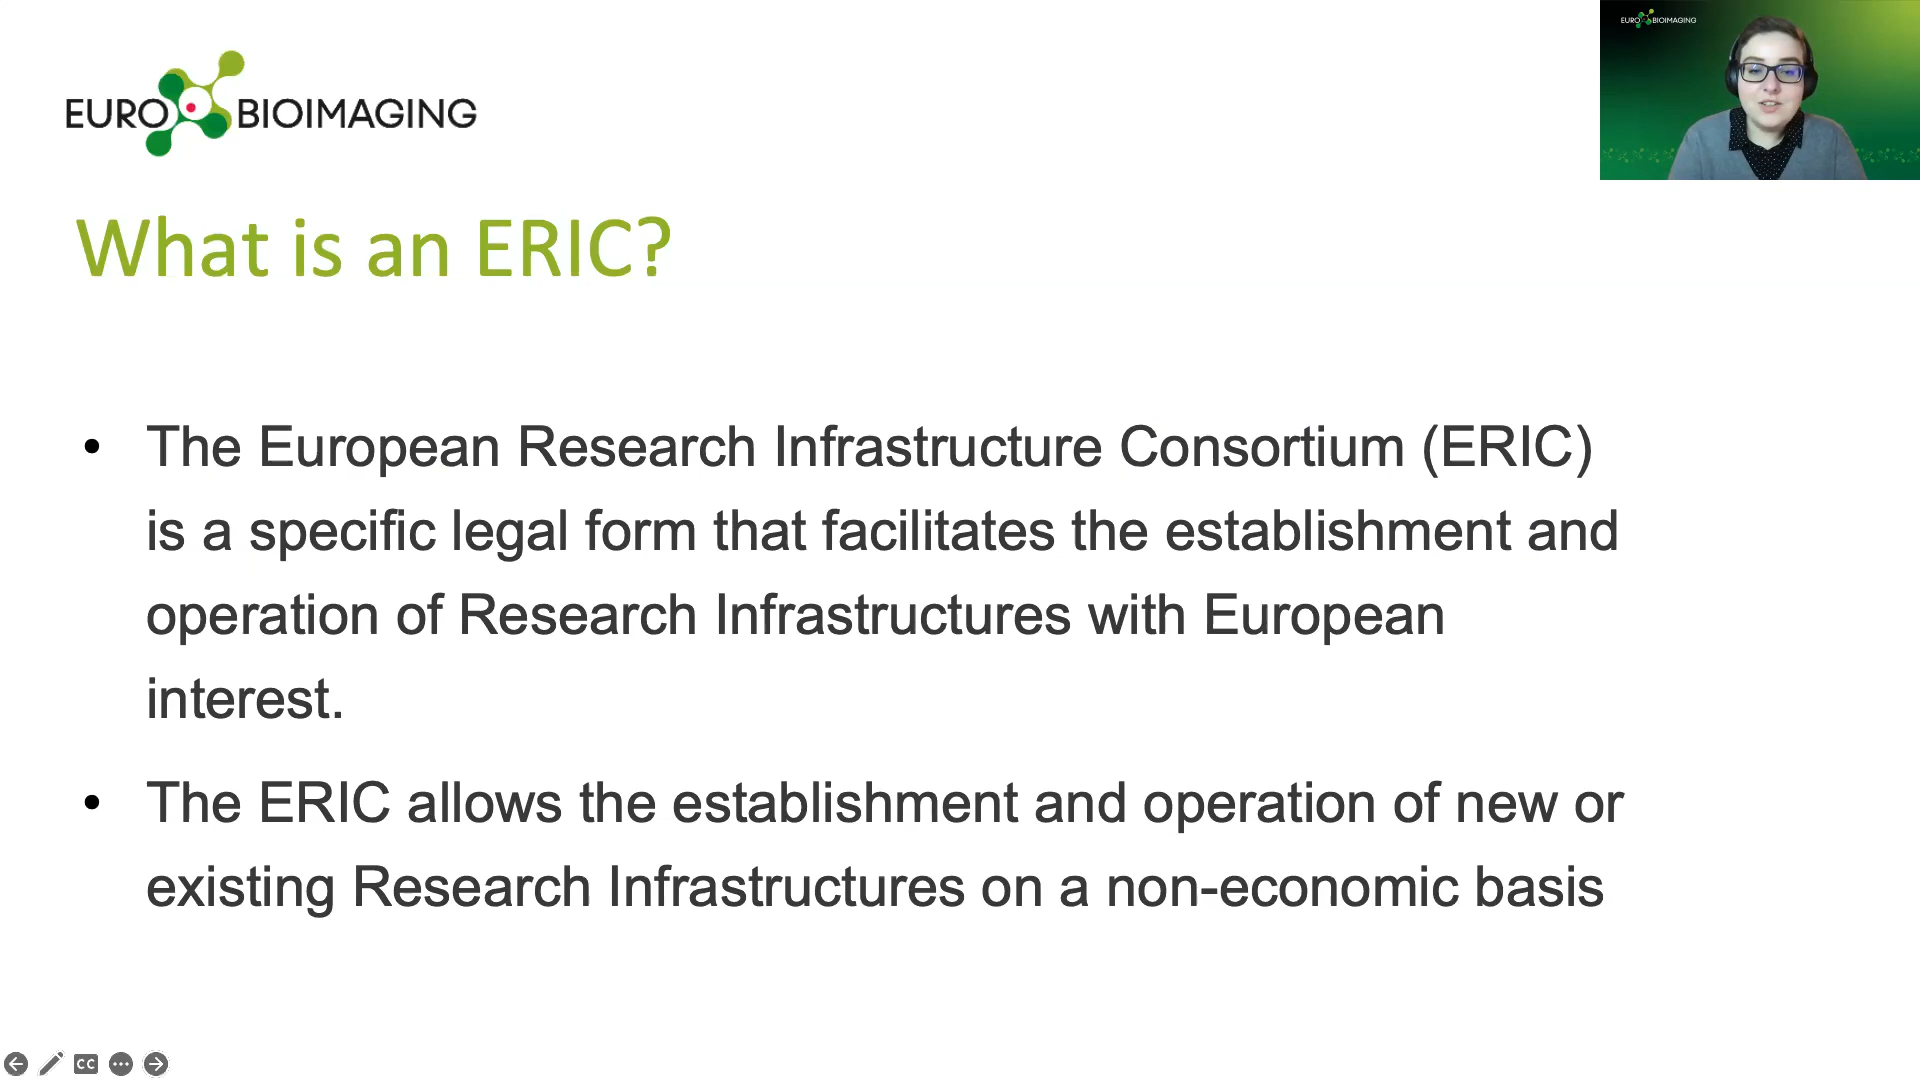 EURO BIOIMAGING
EURO BIOIMAGING
What is an ERIC?
• The European Research Infrastructure Consortium (ERIC)
is a specific legal form that facilitates the establishment and
operation of Research Infrastructures with European
interest.
• The ERIC allows the establishment and operation of new or
existing Research Infrastructures on a non-economic basis
CC